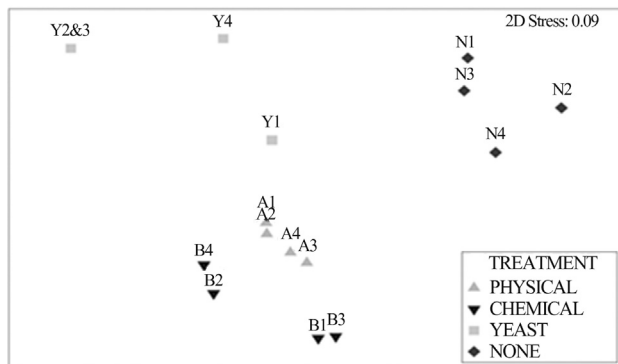 Y2&3
Y4
2D Stress: 0.09
N1
N3
N2
Y1
N4
A1
A2
A4
A3
B4
B2
B1 B3
TREATMENT
PHYSICAL
CHEMICAL
YEAST
NONE